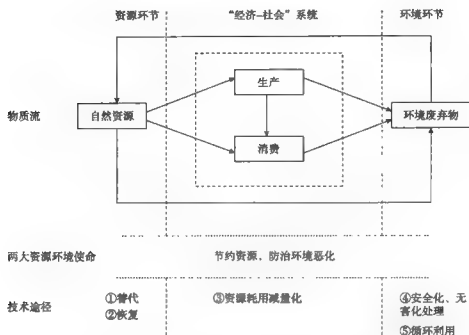 资源环节 “经济–社会”系统 环境环节
生产
物质流 自然资源 环境废弃物
消费
两大资源环境使命 节约资源、防治环境恶化
技术途径 ①替代 ③资源耗用减量化 ④安全化、无
②恢复 害化处理
⑤循环利用